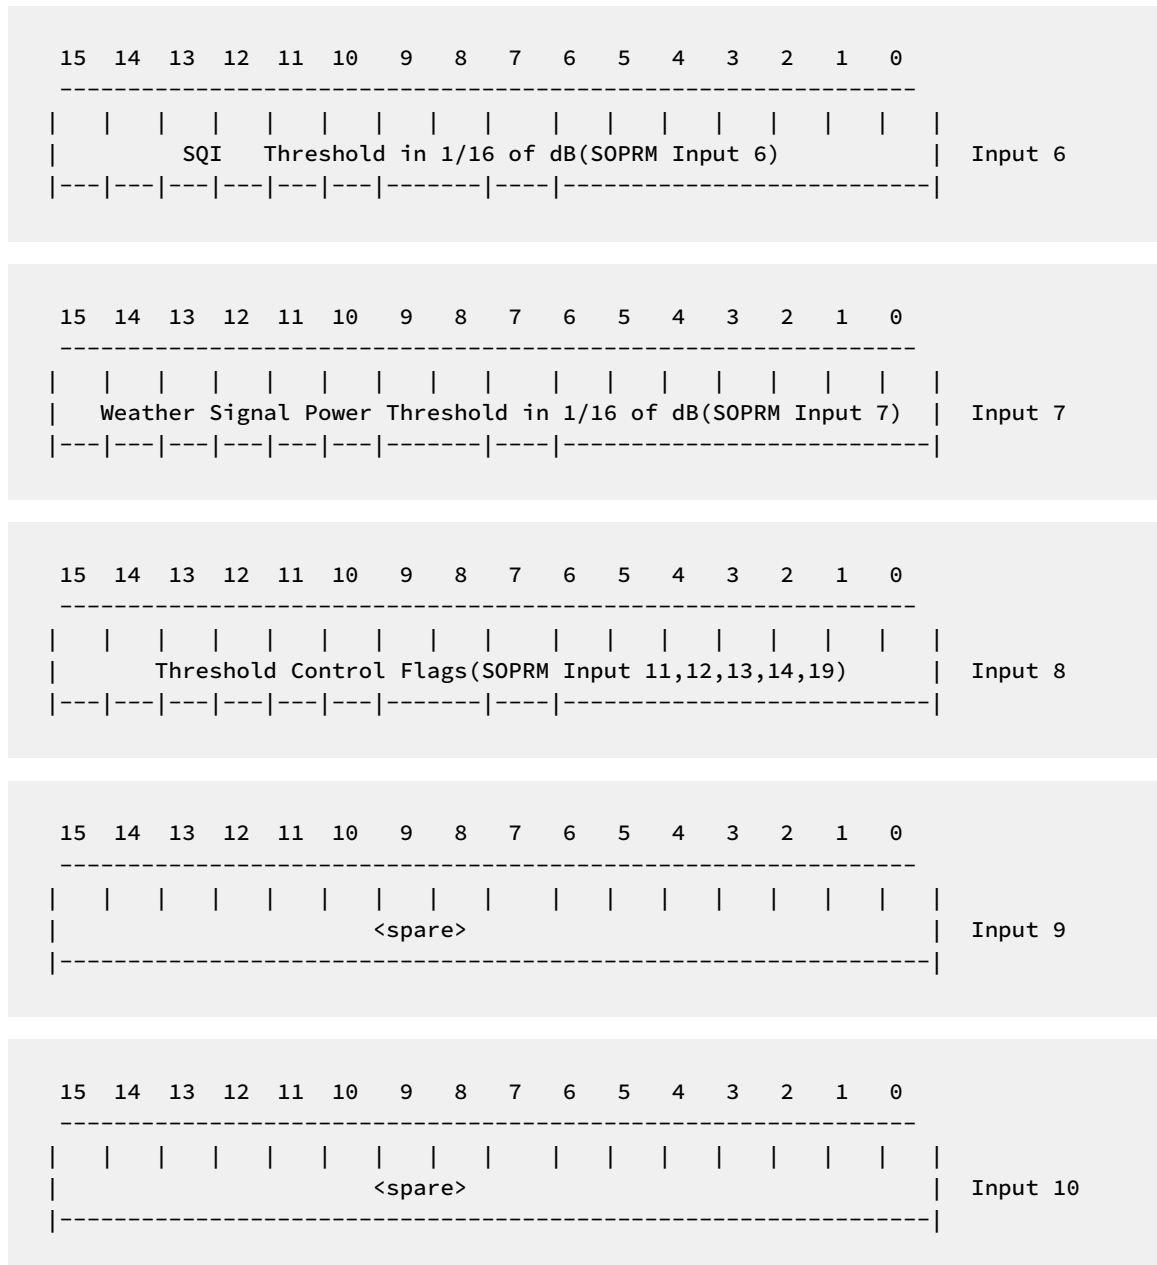 15  14  13  12  11  10   9   8   7   6   5   4   3   2   1   0
---------------------------------------------------------------
|   |   |   |   |   |   |   |   |    |   |   |   |   |   |   |   |
|         SQI   Threshold in 1/16 of dB(SOPRM Input 6)           |  Input 6
|---|---|---|---|---|---|-------|----|---------------------------|
15  14  13  12  11  10   9   8   7   6   5   4   3   2   1   0
---------------------------------------------------------------
|   |   |   |   |   |   |   |   |    |   |   |   |   |   |   |   |
|   Weather Signal Power Threshold in 1/16 of dB(SOPRM Input 7)  |  Input 7
|---|---|---|---|---|---|-------|----|---------------------------|
15  14  13  12  11  10   9   8   7   6   5   4   3   2   1   0
---------------------------------------------------------------
|   |   |   |   |   |   |   |   |    |   |   |   |   |   |   |   |
|       Threshold Control Flags(SOPRM Input 11,12,13,14,19)      |  Input 8
|---|---|---|---|---|---|-------|----|---------------------------|
15  14  13  12  11  10   9   8   7   6   5   4   3   2   1   0
---------------------------------------------------------------
|   |   |   |   |   |   |   |   |    |   |   |   |   |   |   |   |
|                       <spare>                                  |  Input 9
|----------------------------------------------------------------|
15  14  13  12  11  10   9   8   7   6   5   4   3   2   1   0
---------------------------------------------------------------
|   |   |   |   |   |   |   |   |    |   |   |   |   |   |   |   |
|                       <spare>                                  |  Input 10
|----------------------------------------------------------------|